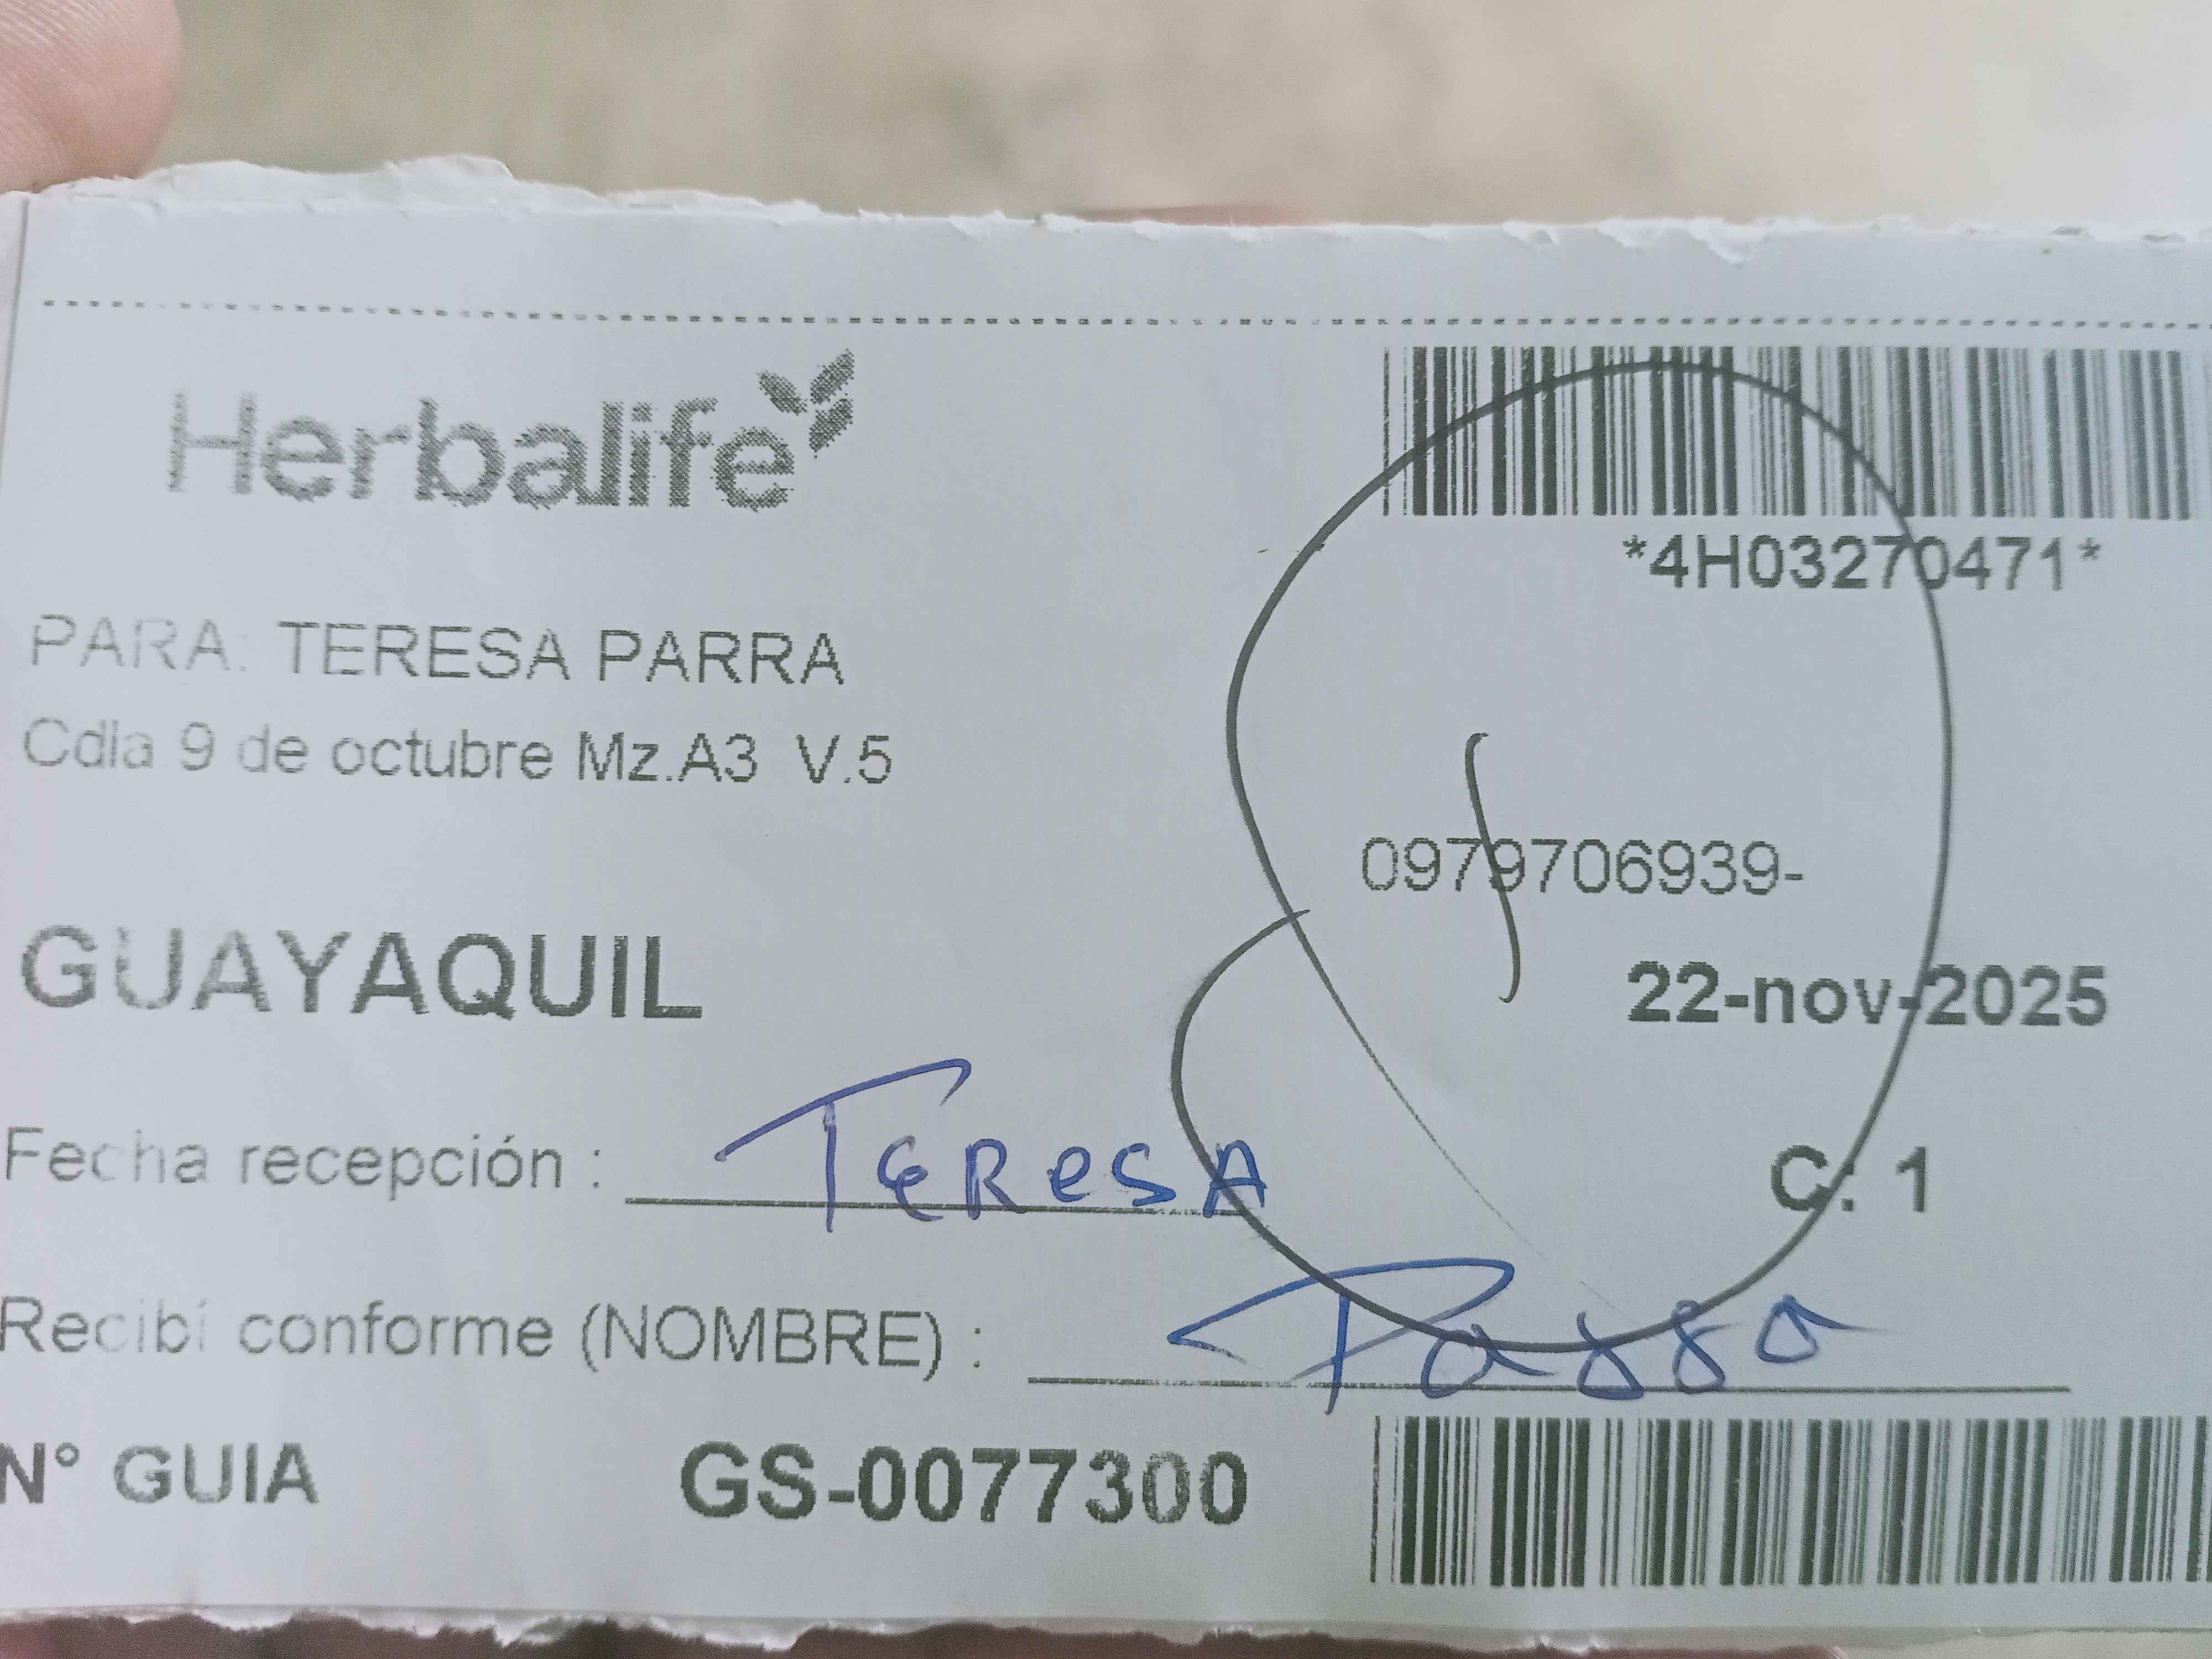 Herbalife
*4H03270471*
PARA: TERESA PARRA
Cdla 9 de octubre Mz.A3 V.5
0979706939-
GUAYAQUIL
22-nov-2025
Fecha recepción : TeResA
C: 1
Recibí conforme (NOMBRE) : Parra
N° GUIA GS-0077300